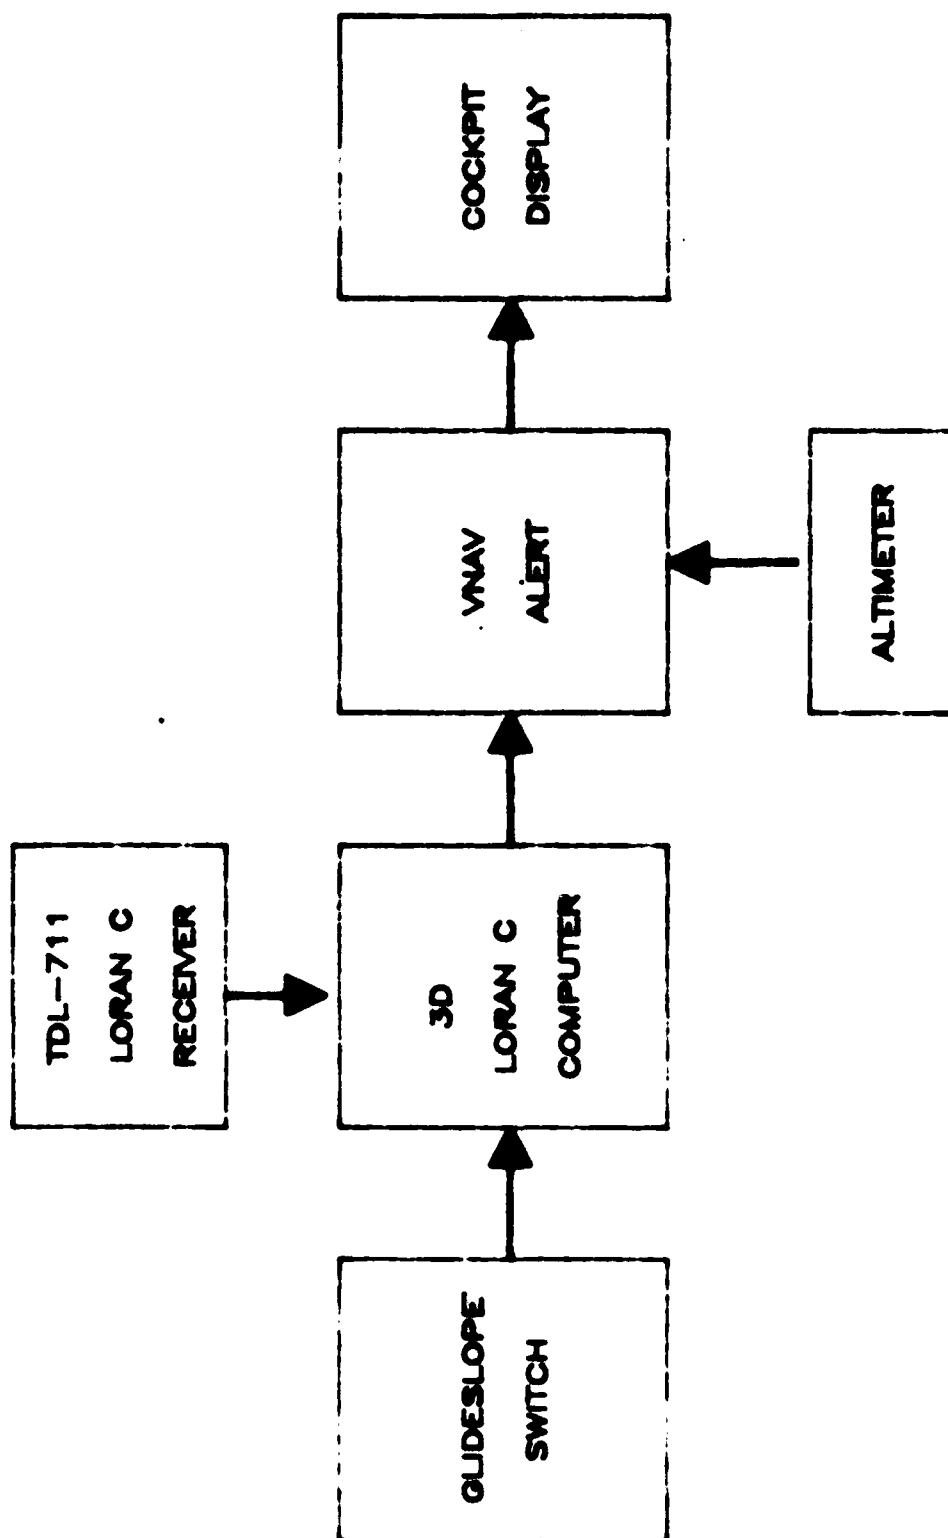 TDL-711
LORAN C
RECEIVER
GLIDESLOPE
SWITCH
3D
LORAN C
COMPUTER
VNAV
ALERT
COCKPIT
DISPLAY
ALTIMETER